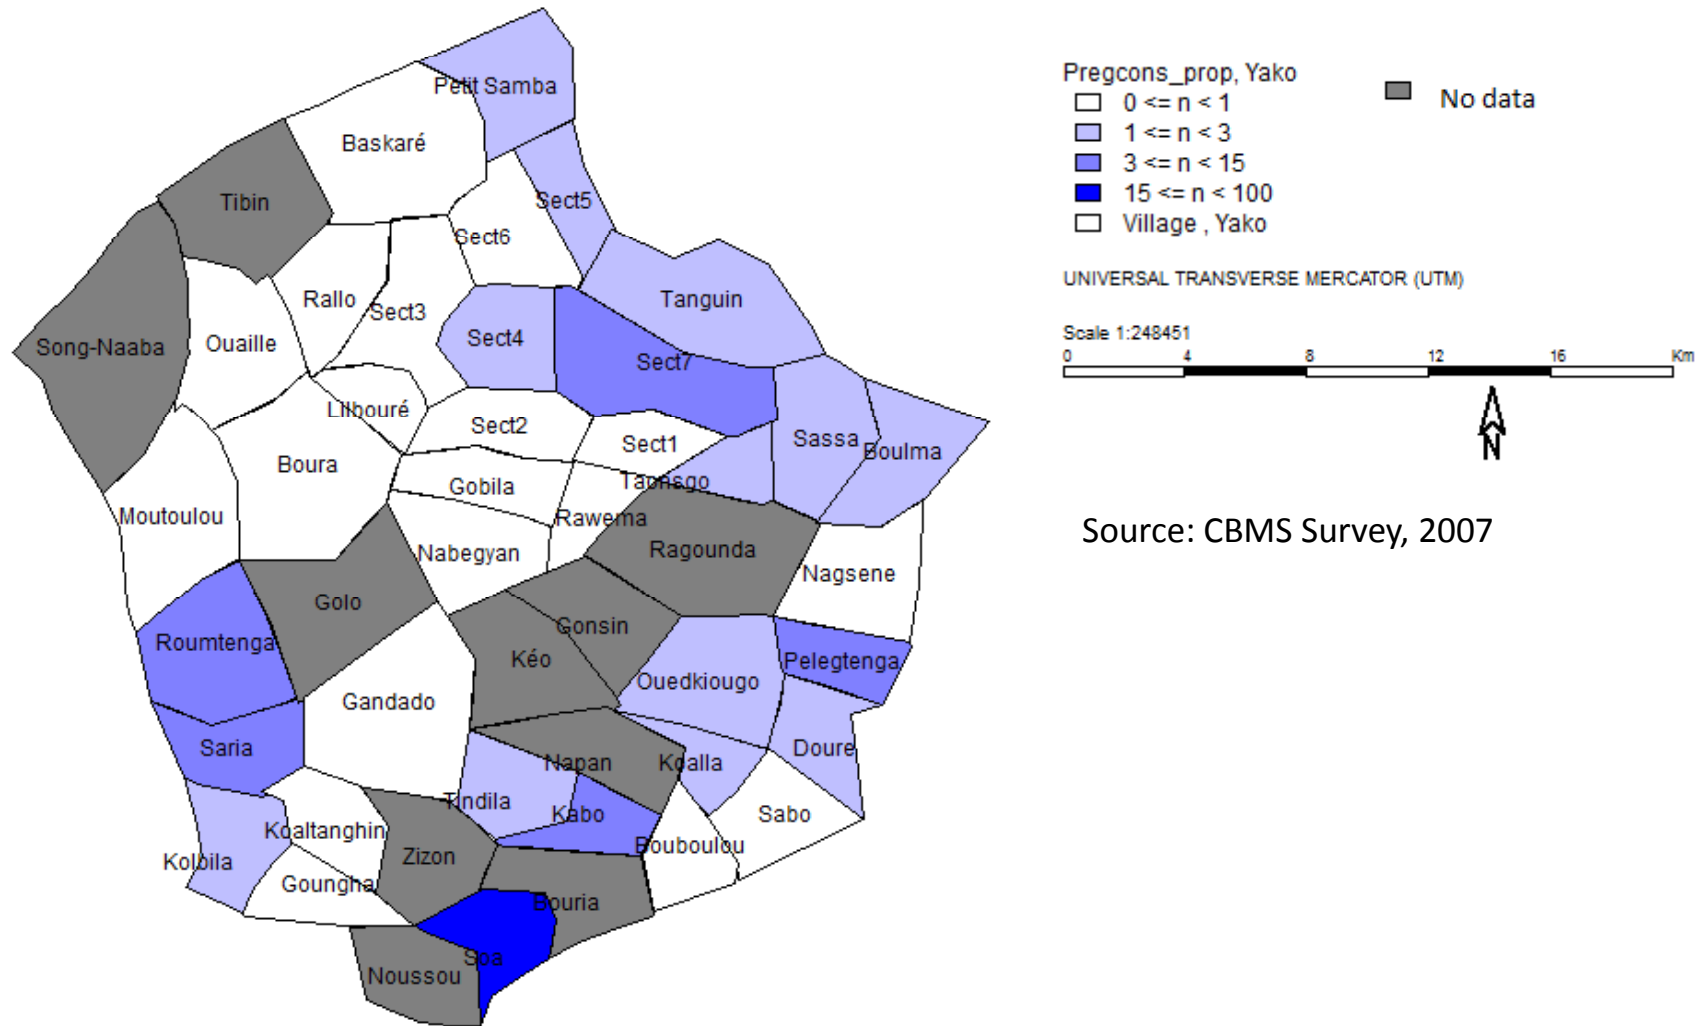 Pregcons_prop, Yako
0 <= n < 1
1 <= n < 3
3 <= n < 15
15 <= n < 100
Village , Yako
No data
UNIVERSAL TRANSVERSE MERCATOR (UTM)
Scale 1:248451
0 4 8 12 16 Km
N
Source: CBMS Survey, 2007
Petit Samba
Baskaré
Tibin
Sect5
Sect6
Rallo
Tanguin
Sect3
Song-Naaba
Ouaille
Sect4
Sect7
Lilbouré
Sect2
Sect1
Sassa
Boulma
Boura
Gobila
Taonsgo
Moutoulou
Rawema
Nabegyan
Ragounda
Nagsene
Golo
Gonsin
Roumtenga
Kéo
Pelegtenga
Ouedkiougo
Gandado
Saria
Doure
Napan
Koalla
Tindila
Kabo
Sabo
Koaltanghin
Bouboulou
Kolbila
Zizon
Goungha
Bouria
Soa
Noussou